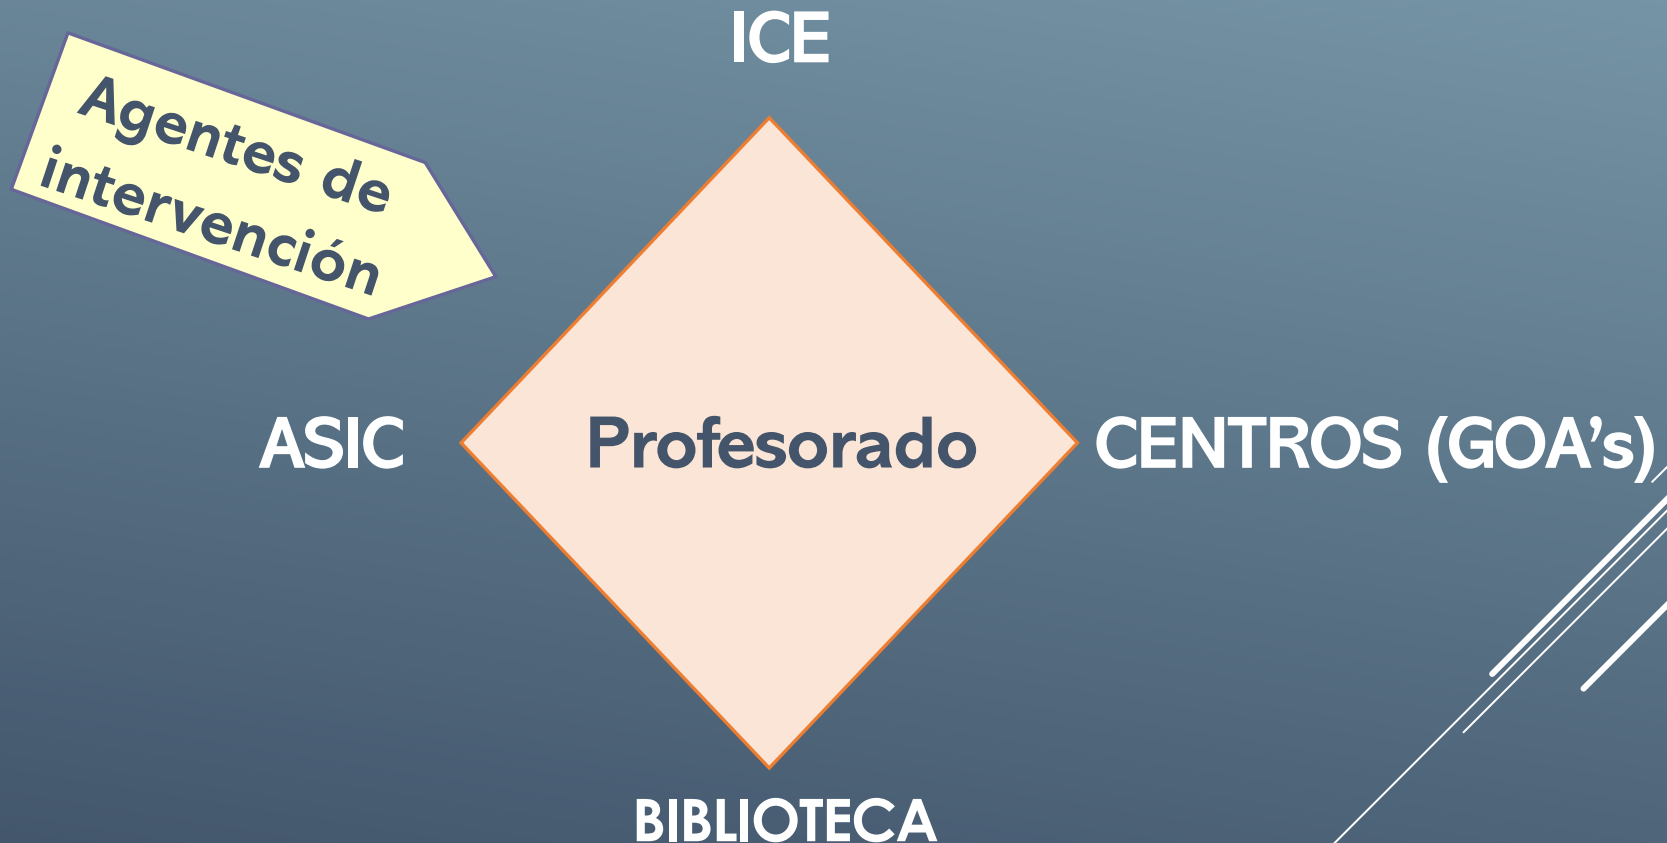 ICE
Agentes de
intervención
ASIC
Profesorado
CENTROS (GOA’s)
BIBLIOTECA